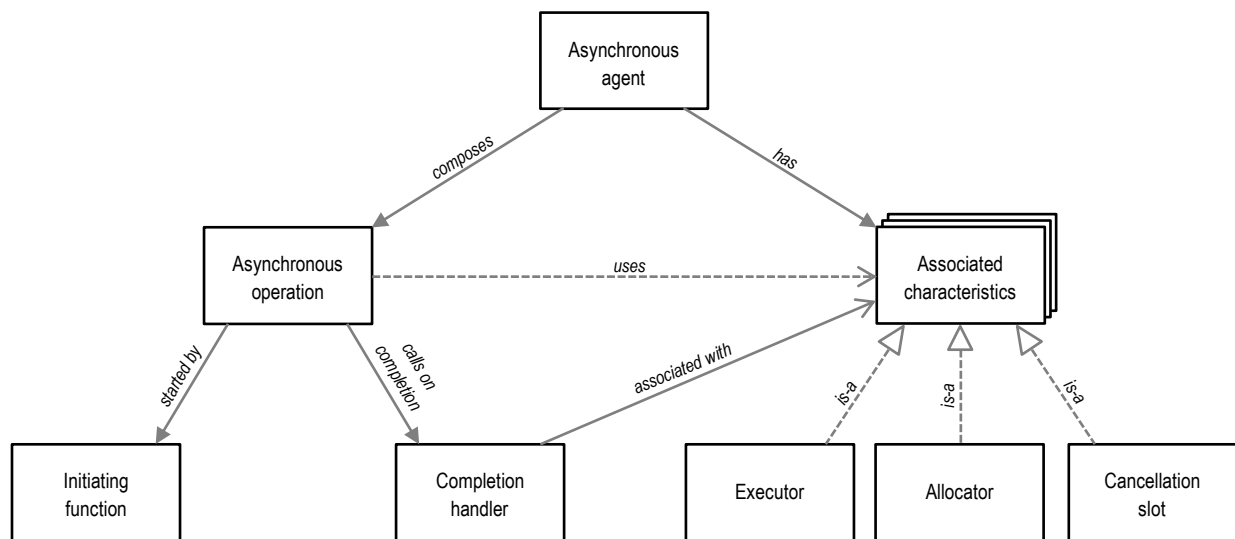 Asynchronous
agent
composes
has
Asynchronous
operation
uses
Associated
characteristics
started by
calls on
completion
associated with
is-a
is-a
is-a
Initiating
function
Completion
handler
Executor
Allocator
Cancellation
slot